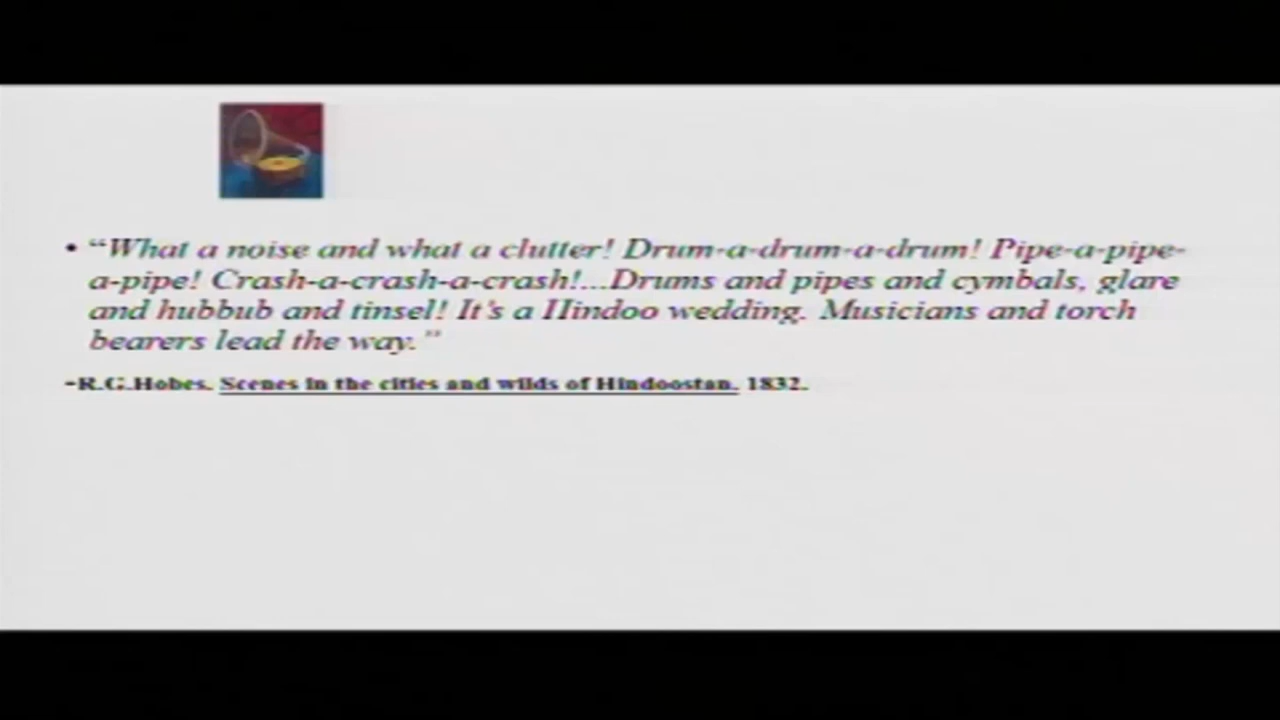 • “What a noise and what a clutter! Drum-a-drum-a-drum! Pipe-a-pipe-
a-pipe! Crash-a-crash-a-crash!...Drums and pipes and cymbals, glare
and hubbub and tinsel! It’s a Hindoo wedding. Musicians and torch
bearers lead the way.”
-R.G.Hobes. Scenes in the cities and wilds of Hindoostan. 1832.